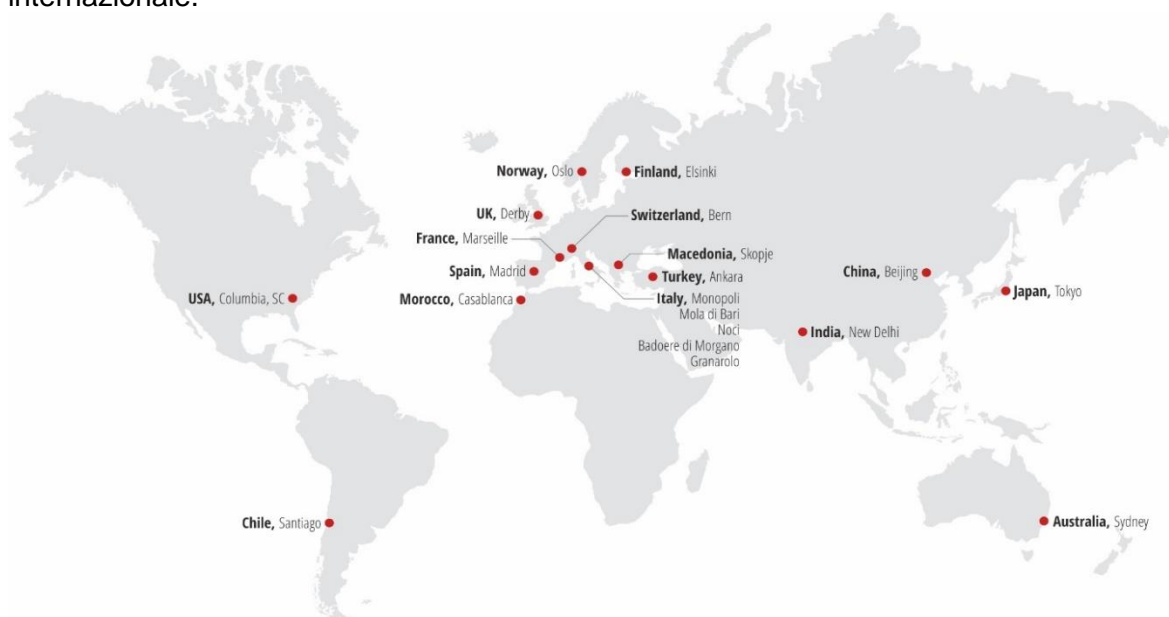 internazionale.
Norway, Oslo
Finland, Elsinki
UK, Derby
Switzerland, Bern
France, Marseille
Macedonia, Skopje
Spain, Madrid
Turkey, Ankara
China, Beijing
USA, Columbia, SC
Morocco, Casablanca
Italy, Monopoli
Mola di Bari
Noci
Badoere di Morgano
Granarolo
Japan, Tokyo
India, New Delhi
Chile, Santiago
Australia, Sydney